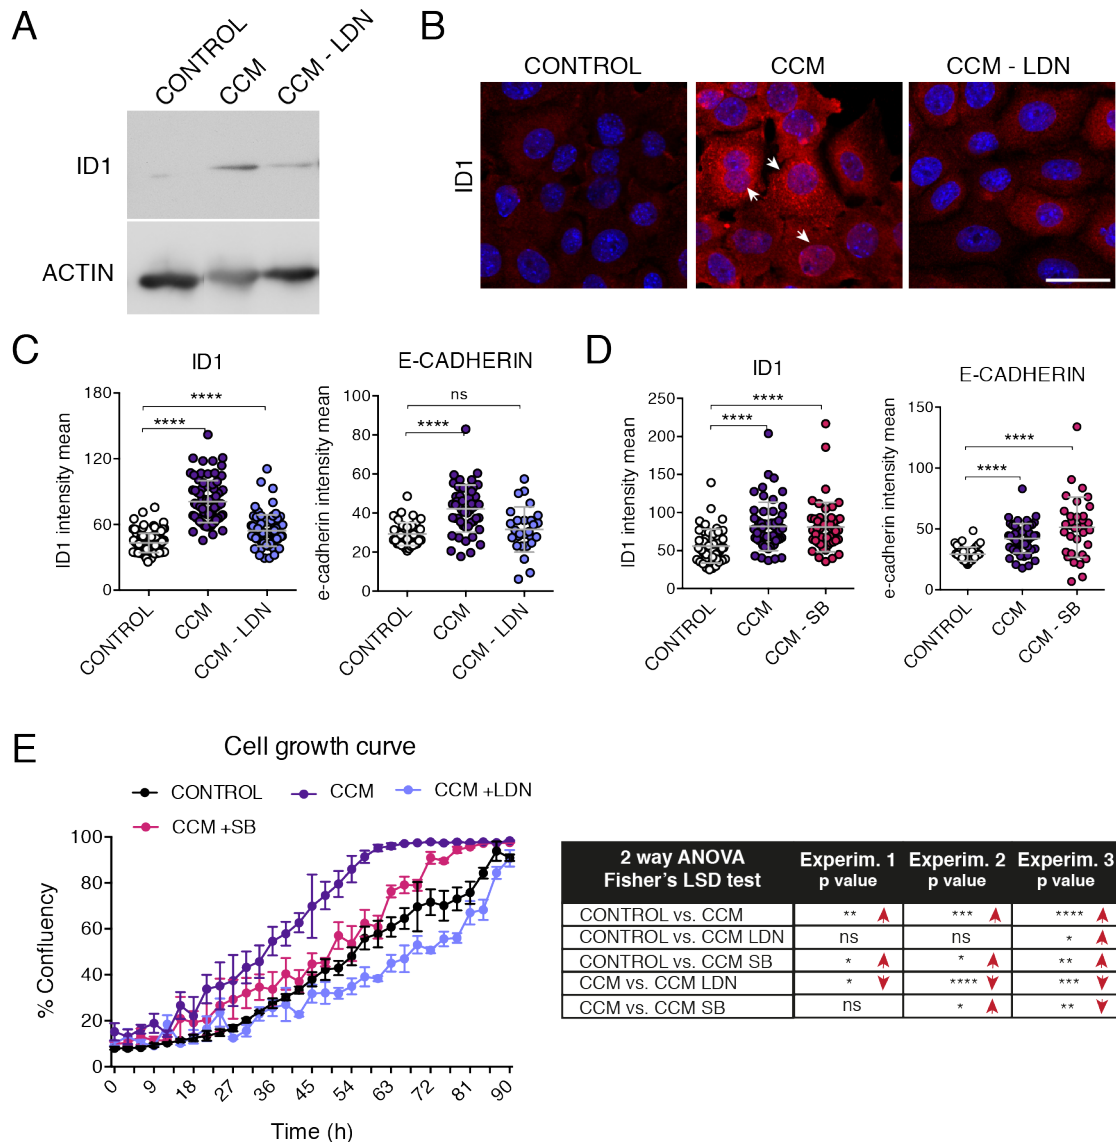 A
CONTROL
CCM
CCM - LDN
ID1
ACTIN
B
CONTROL
CCM
CCM - LDN
ID1
C
ID1
ID1 intensity mean
180
120
60
0
****
****
CONTROL
CCM
CCM - LDN
E-CADHERIN
e-cadherin intensity mean
100
80
60
40
20
0
ns
****
CONTROL
CCM
CCM - LDN
D
ID1
ID1 intensity mean
250
200
150
100
50
0
****
****
CONTROL
CCM
CCM - SB
E-CADHERIN
e-cadherin intensity mean
150
100
50
0
****
****
CONTROL
CCM
CCM - SB
E
Cell growth curve
CONTROL
CCM
CCM +LDN
CCM +SB
% Confluency
100
80
60
40
20
0
0 9 18 27 36 45 54 63 72 81 90
Time (h)
2 way ANOVA Fisher's LSD test
Experim. 1 p value
Experim. 2 p value
Experim. 3 p value
CONTROL vs. CCM ** *** ****
CONTROL vs. CCM LDN ns ns *
CONTROL vs. CCM SB * * **
CCM vs. CCM LDN * **** ***
CCM vs. CCM SB ns * **